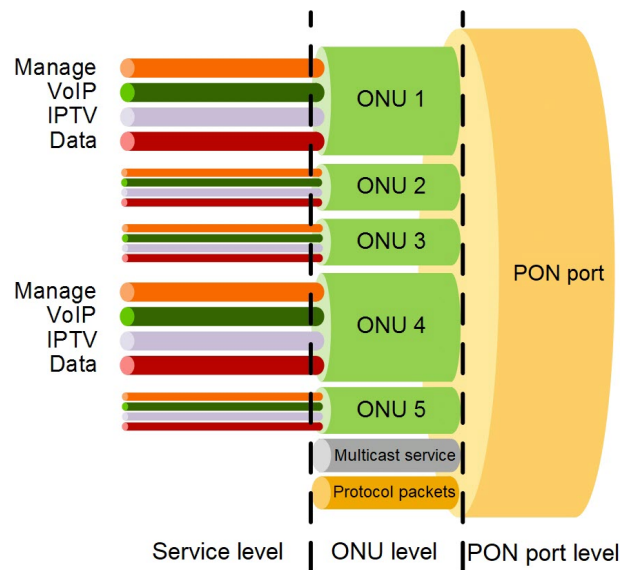 Manage
VoIP
IPTV
Data
ONU 1
ONU 2
ONU 3
PON port
Manage
VoIP
IPTV
Data
ONU 4
ONU 5
Multicast service
Protocol packets
Service level
ONU level
PON port level